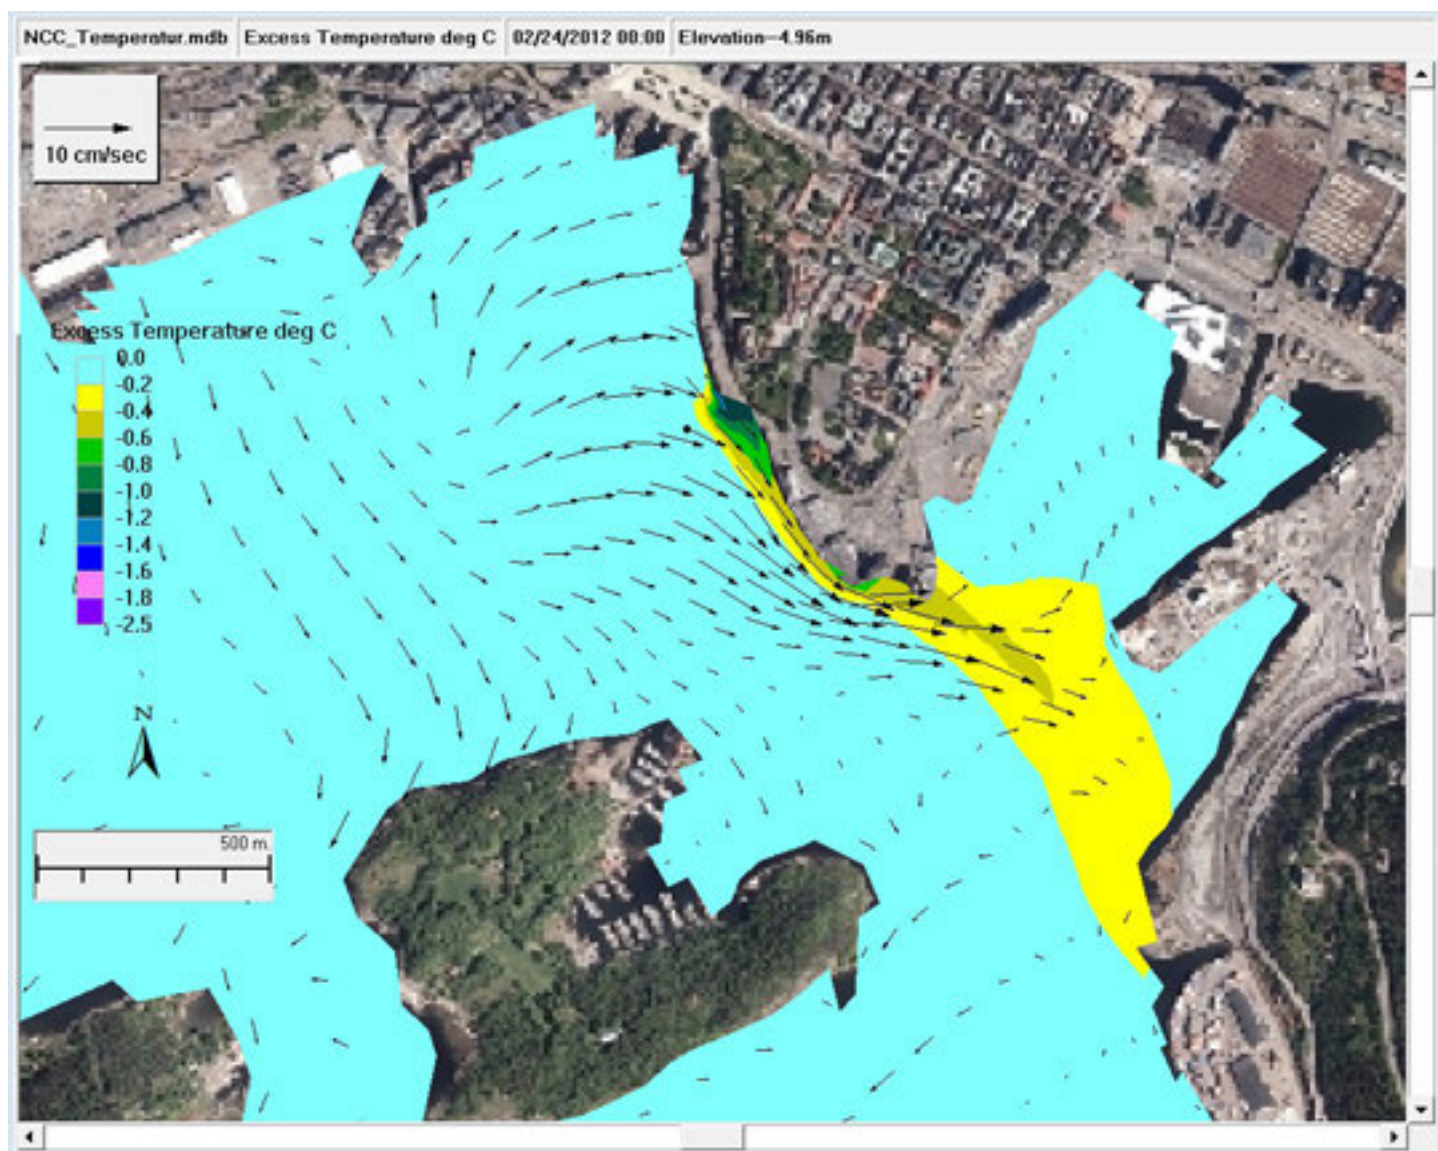 NCC_Temperatur.mdb Excess Temperature deg C 02/24/2012 00:00 Elevation=-4.96m
10 cm/sec
Excess Temperature deg C
0.0
-0.2
-0.4
-0.6
-0.8
-1.0
-1.2
-1.4
-1.6
-1.8
-2.5
N
500 m.